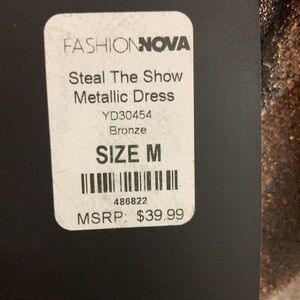 FASHIONNOVA
Steal The Show
Metallic Dress
YD30454
Bronze
SIZE M
486822
MSRP: $39.99